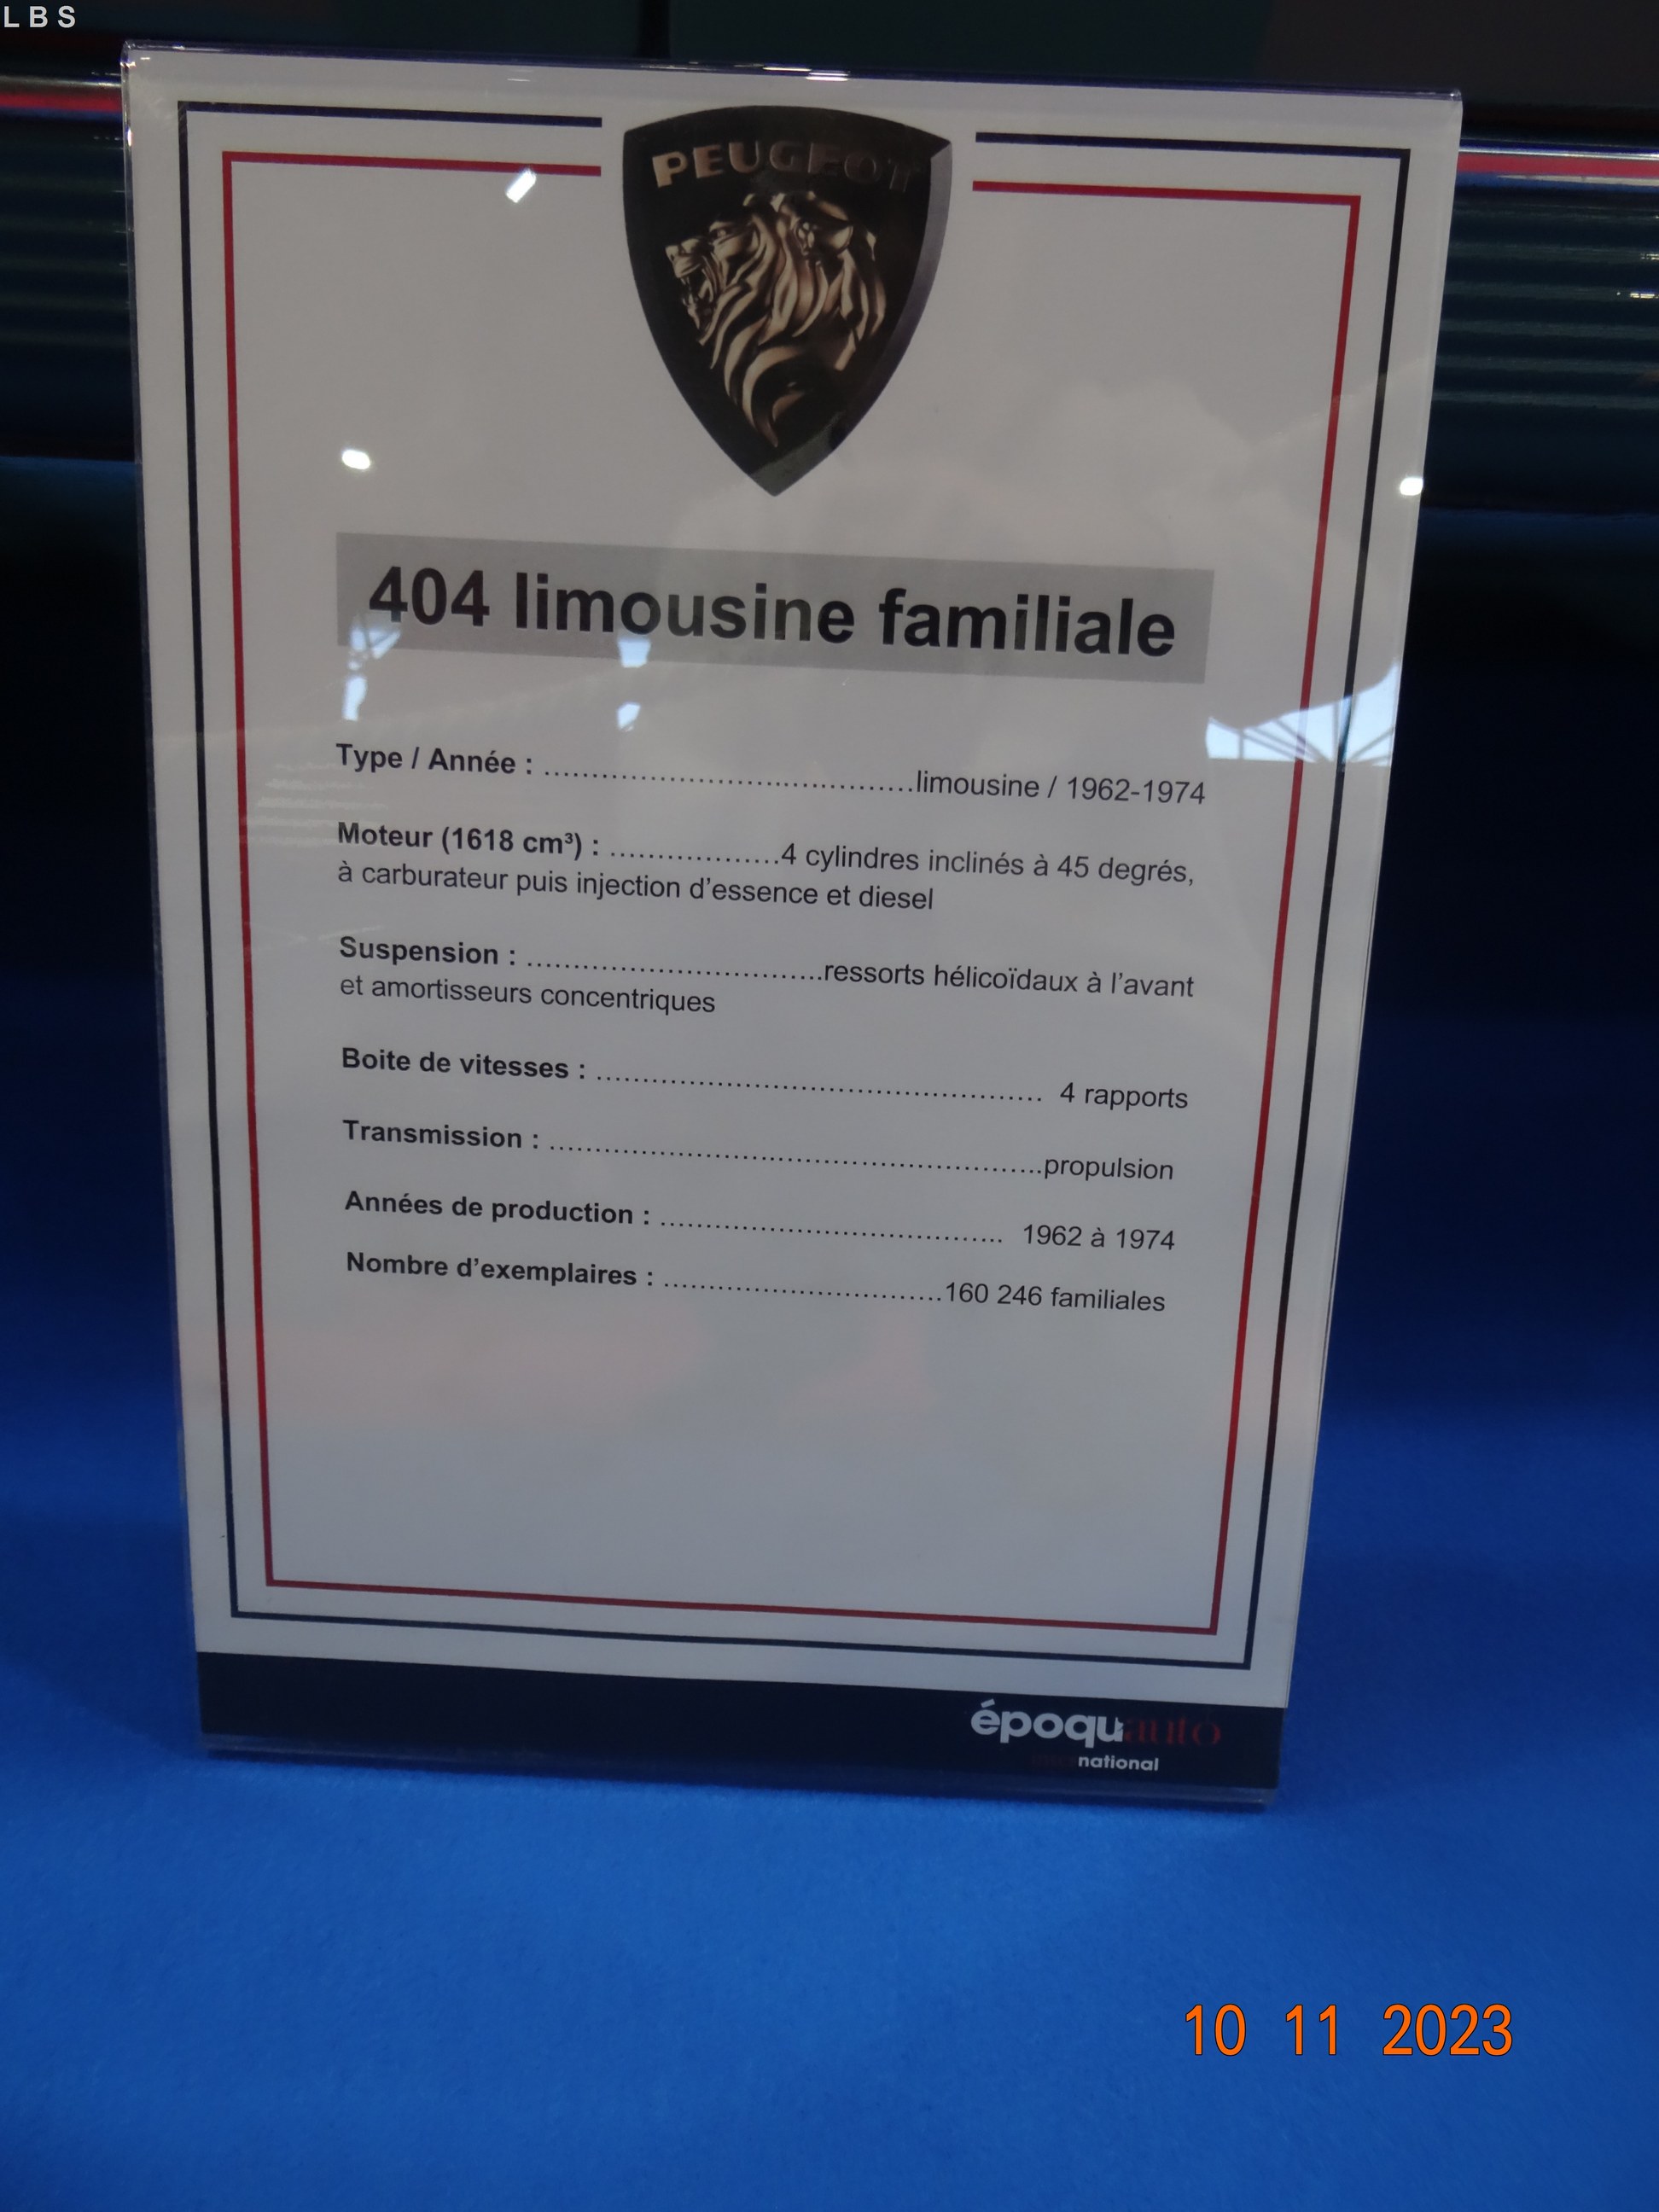 L B S
PEUGEOT
404 limousine familiale
Type / Année : .......................................limousine / 1962-1974
Moteur (1618 cm³) : ..................4 cylindres inclinés à 45 degrés,
à carburateur puis injection d’essence et diesel
Suspension : ...............................ressorts hélicoïdaux à l’avant
et amortisseurs concentriques
Boite de vitesses : ............................................... 4 rapports
Transmission : ....................................................propulsion
Années de production : .................................... 1962 à 1974
Nombre d’exemplaires : .............................160 246 familiales
époqu'auto
national
10 11 2023